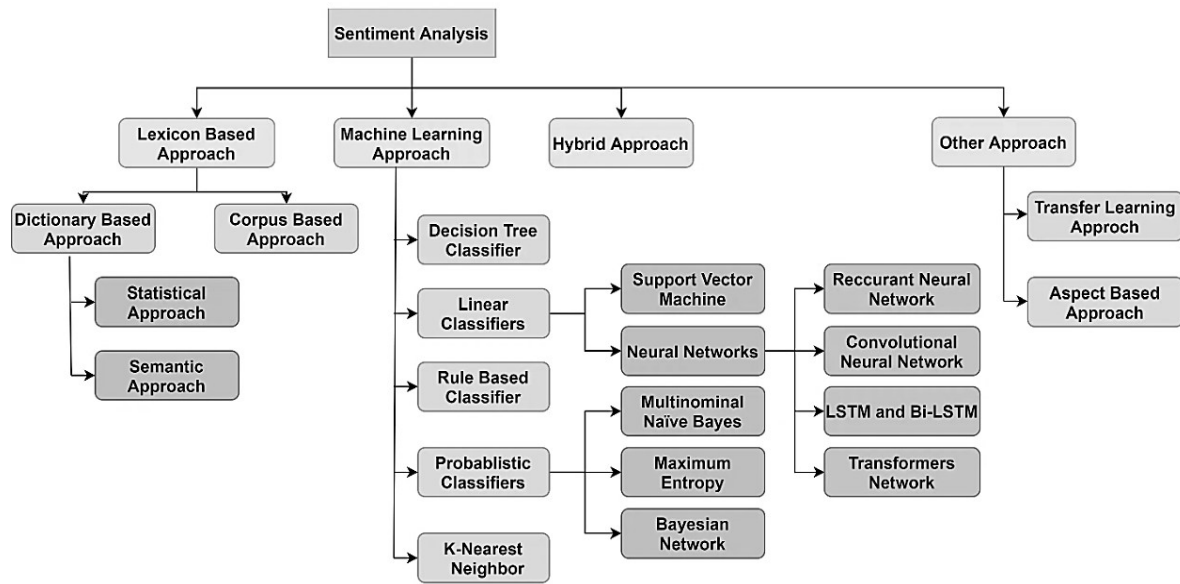 Sentiment Analysis
Lexicon Based
Approach
Machine Learning
Approach
Hybrid Approach
Other Approach
Dictionary Based
Approach
Corpus Based
Approach
Statistical
Approach
Semantic
Approach
Decision Tree
Classifier
Linear
Classifiers
Rule Based
Classifier
Probablistic
Classifiers
K-Nearest
Neighbor
Support Vector
Machine
Neural Networks
Multinominal
Naïve Bayes
Maximum
Entropy
Bayesian
Network
Reccurant Neural
Network
Convolutional
Neural Network
LSTM and Bi-LSTM
Transformers
Network
Transfer Learning
Approch
Aspect Based
Approach